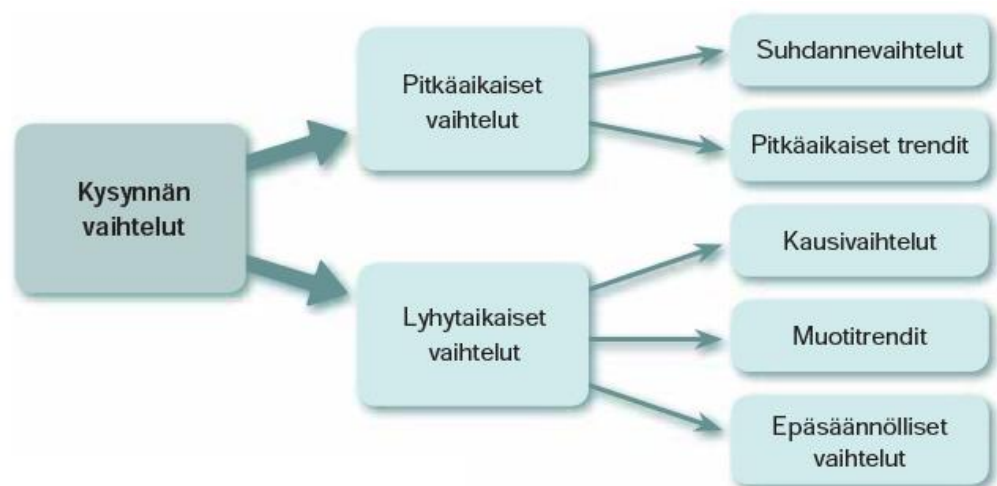 Kysynnän
vaihtelut
Pitkäaikaiset
vaihtelut
Suhdannevaihtelut
Pitkäaikaiset trendit
Lyhytaikaiset
vaihtelut
Kausivaihtelut
Muotitrendit
Epäsäännölliset
vaihtelut